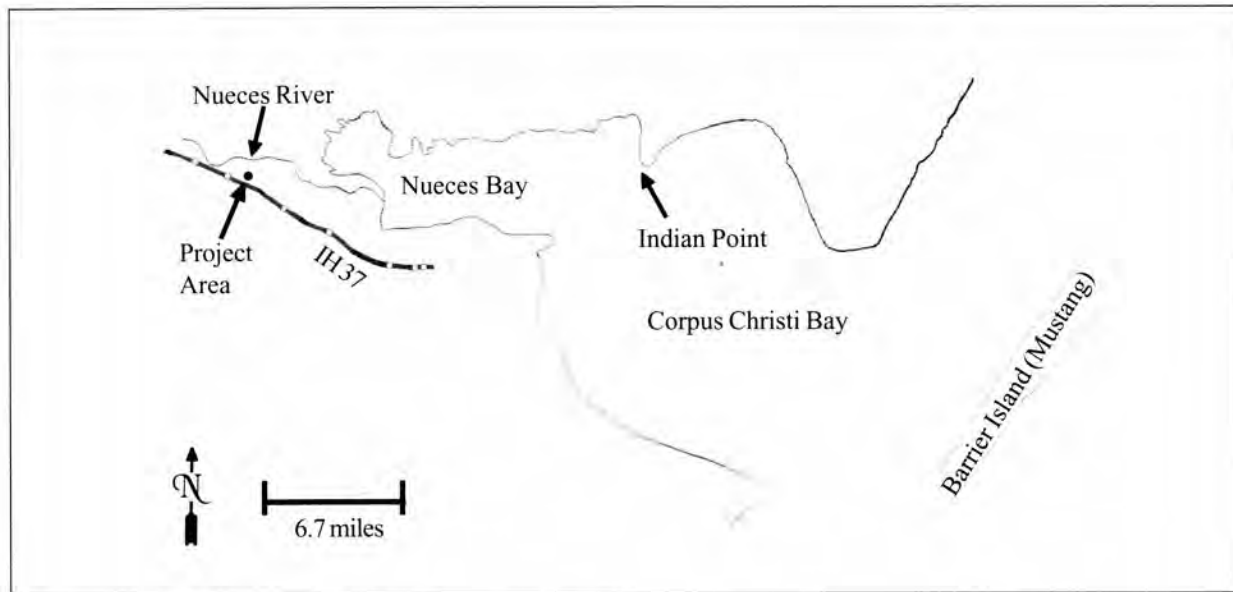 Nueces River
Nueces Bay
Indian Point
Project
Area
IH 37
Corpus Christi Bay
Barrier Island (Mustang)
N
6.7 miles